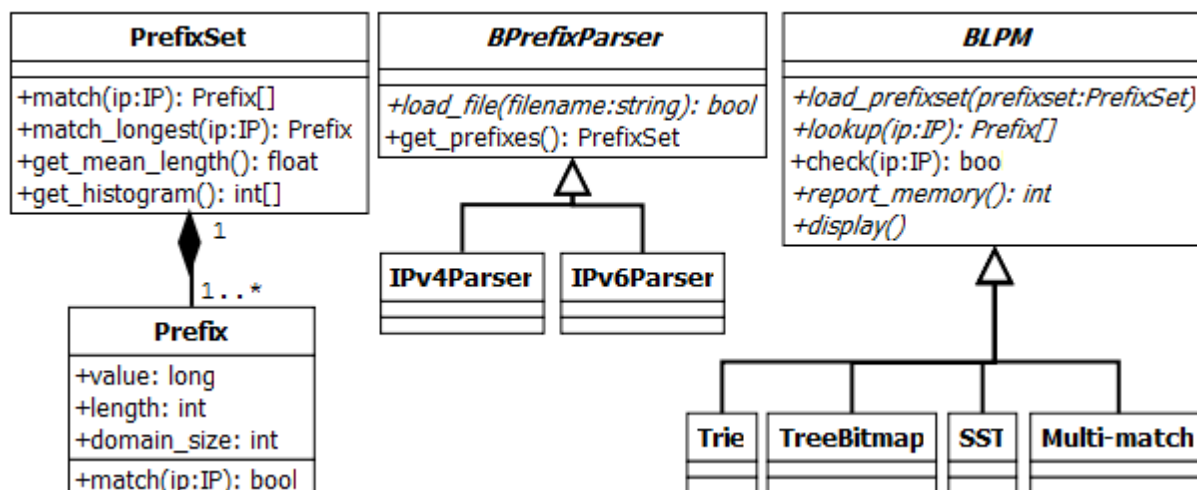 PrefixSet
+match(ip:IP): Prefix[]
+match_longest(ip:IP): Prefix
+get_mean_length(): float
+get_histogram(): int[]
1
1..*
Prefix
+value: long
+length: int
+domain_size: int
+match(ip:IP): bool
BPrefixParser
+load_file(filename:string): bool
+get_prefixes(): PrefixSet
IPv4Parser
IPv6Parser
BLPM
+load_prefixset(prefixset:PrefixSet)
+lookup(ip:IP): Prefix[]
+check(ip:IP): boo
+report_memory(): int
+display()
Trie
TreeBitmap
SST
Multi-match